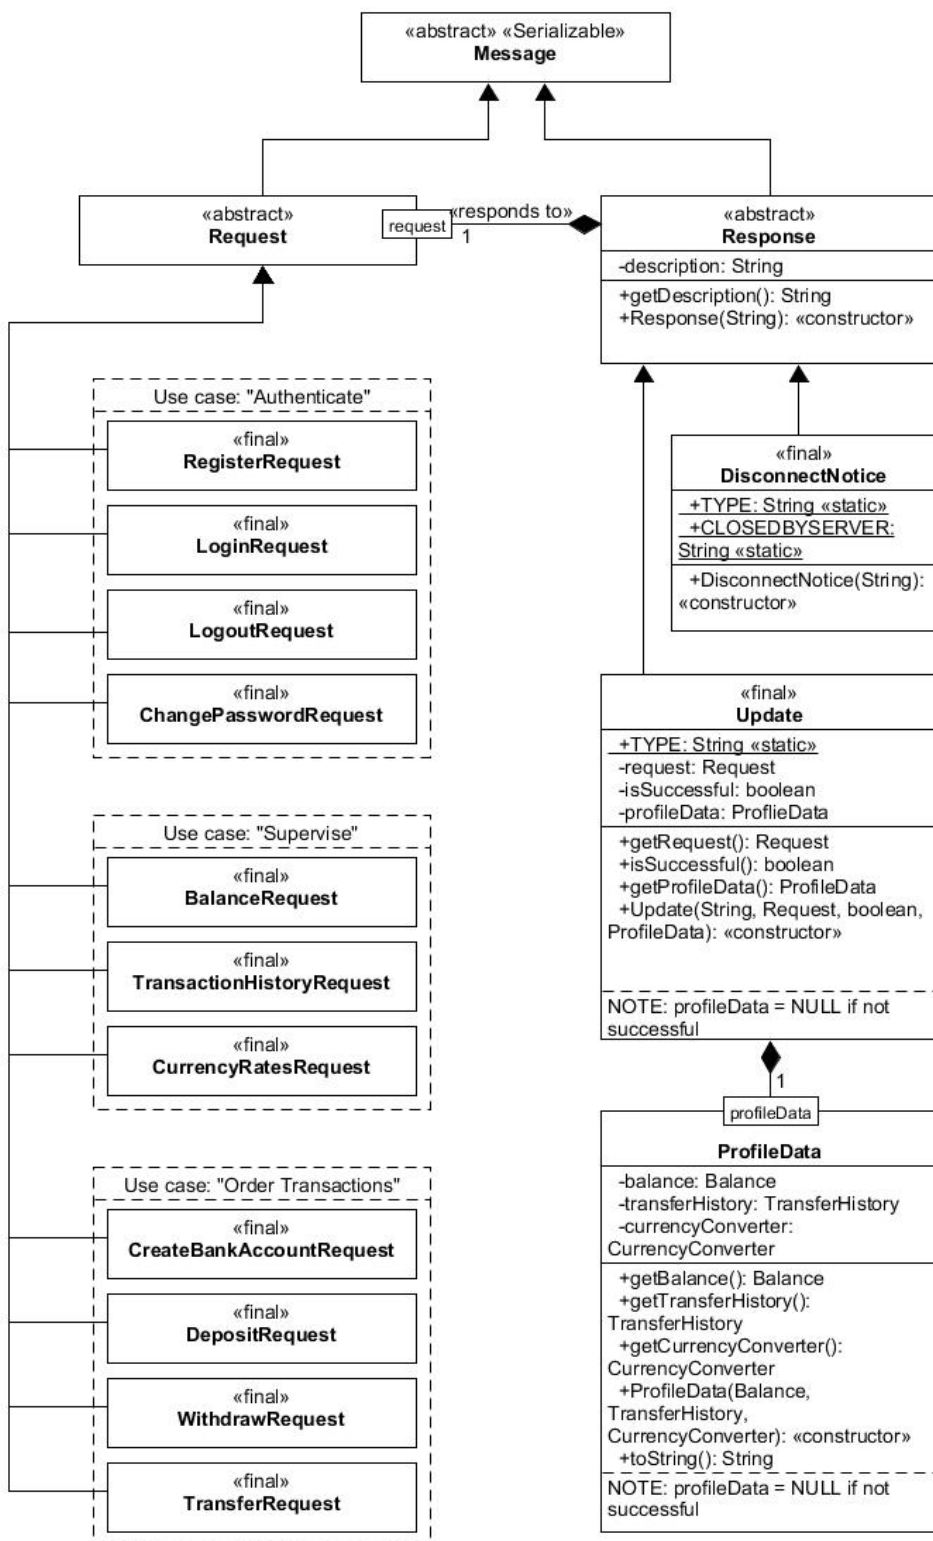 «abstract» «Serializable»
Message
«abstract»
Request
request
«responds to»
1
«abstract»
Response
-description: String
+getDescription(): String
+Response(String): «constructor»
Use case: "Authenticate"
«final»
RegisterRequest
«final»
LoginRequest
«final»
LogoutRequest
«final»
ChangePasswordRequest
Use case: "Supervise"
«final»
BalanceRequest
«final»
TransactionHistoryRequest
«final»
CurrencyRatesRequest
Use case: "Order Transactions"
«final»
CreateBankAccountRequest
«final»
DepositRequest
«final»
WithdrawRequest
«final»
TransferRequest
«final»
DisconnectNotice
+TYPE: String «static»
+CLOSEDBYSERVER:
String «static»
+DisconnectNotice(String):
«constructor»
«final»
Update
+TYPE: String «static»
-request: Request
-isSuccessful: boolean
-profileData: ProflieData
+getRequest(): Request
+isSuccessful(): boolean
+getProfileData(): ProfileData
+Update(String, Request, boolean,
ProfileData): «constructor»
NOTE: profileData = NULL if not
successful
1
profileData
ProfileData
-balance: Balance
-transferHistory: TransferHistory
-currencyConverter:
CurrencyConverter
+getBalance(): Balance
+getTransferHistory():
TransferHistory
+getCurrencyConverter():
CurrencyConverter
+ProfileData(Balance,
TransferHistory,
CurrencyConverter): «constructor»
+toString(): String
NOTE: profileData = NULL if not
successful